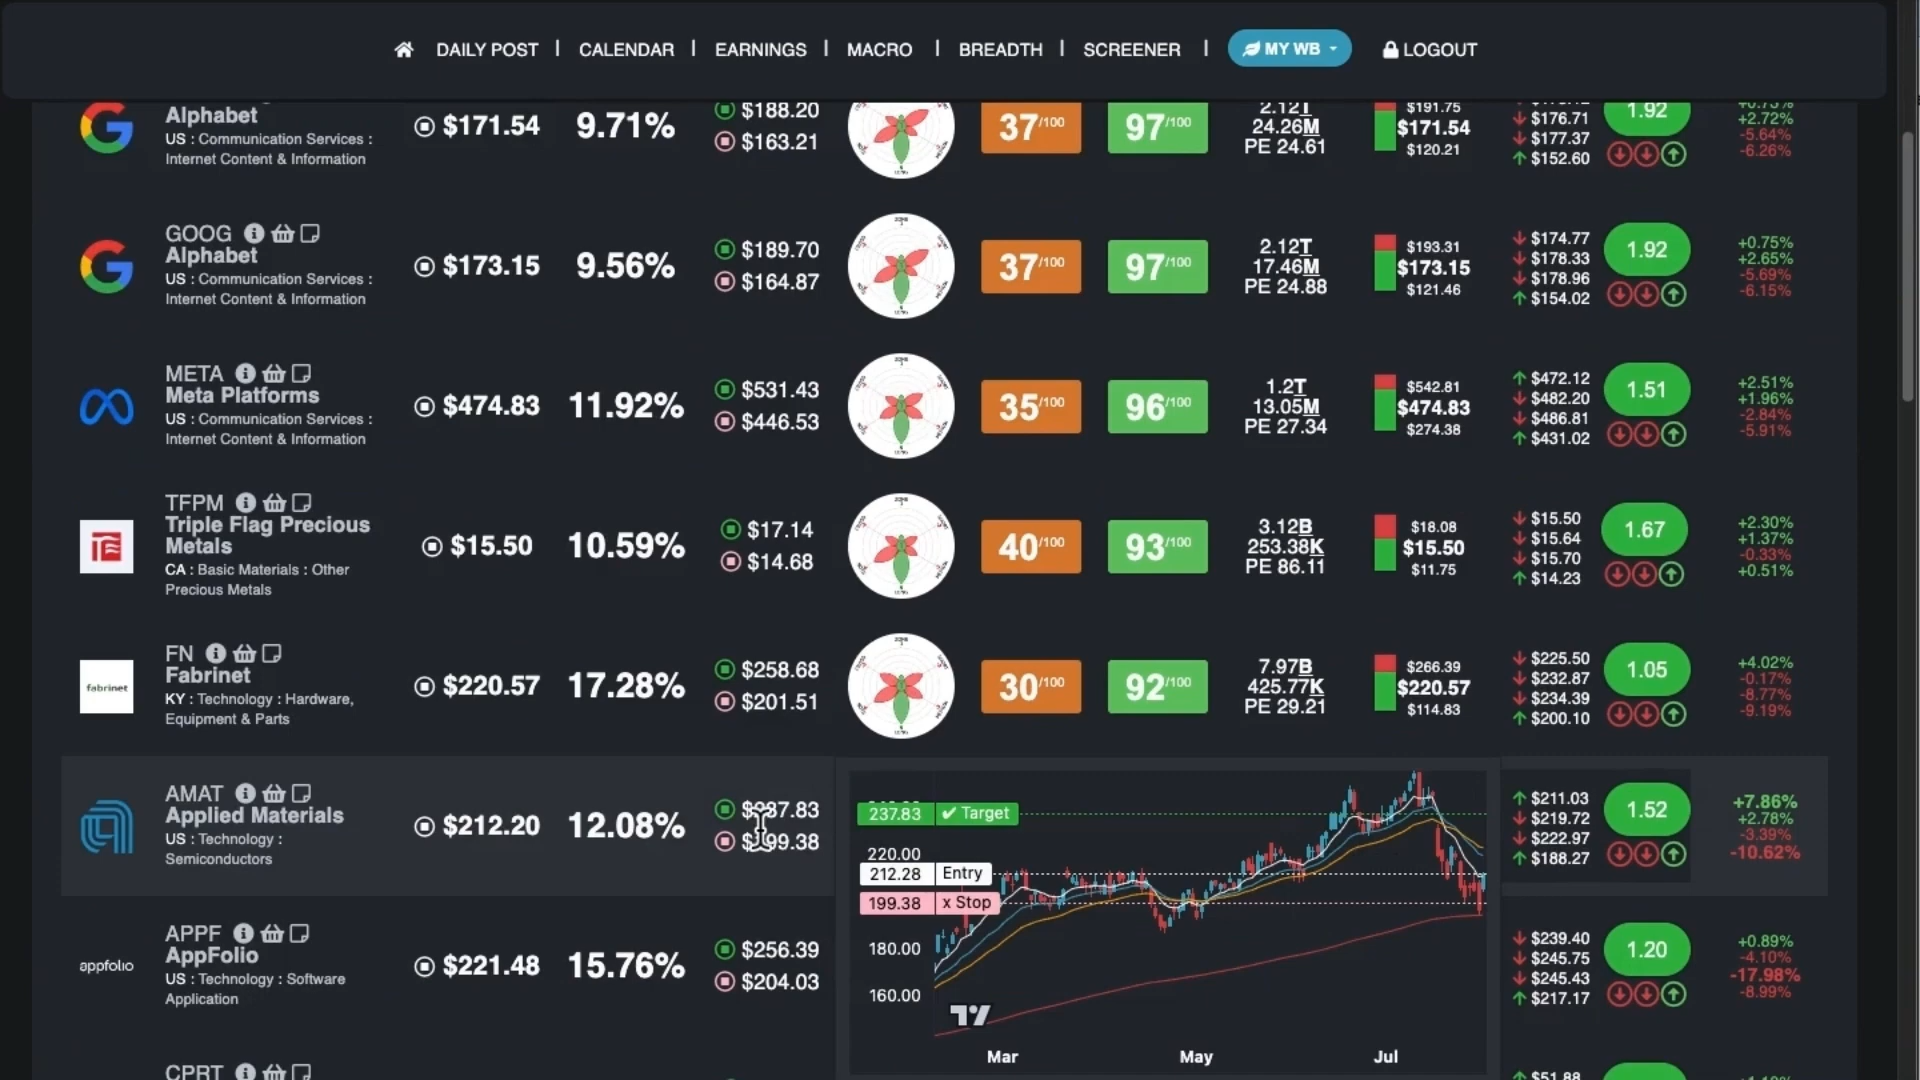 DAILY POST | CALENDAR | EARNINGS | MACRO | BREADTH | SCREENER | MY WB LOGOUT
Alphabet
US : Communication Services :
Internet Content & Information
$171.54
9.71%
$188.20
$163.21
37/100
97/100
2.12T
24.26M
PE 24.61
$191.75
$171.54
$120.21
$176.71
$177.37
$152.60
1.92
+2.72%
-5.64%
-6.26%
GOOG
Alphabet
US : Communication Services :
Internet Content & Information
$173.15
9.56%
$189.70
$164.87
37/100
97/100
2.12T
17.46M
PE 24.88
$193.31
$173.15
$121.46
$174.77
$178.33
$178.96
$154.02
1.92
+0.75%
+2.65%
-5.69%
-6.15%
META
Meta Platforms
US : Communication Services :
Internet Content & Information
$474.83
11.92%
$531.43
$446.53
35/100
96/100
1.2T
13.05M
PE 27.34
$542.81
$474.83
$274.38
$472.12
$482.20
$486.81
$431.02
1.51
+2.51%
+1.96%
-2.84%
-5.91%
TFPM
Triple Flag Precious
Metals
CA : Basic Materials : Other
Precious Metals
$15.50
10.59%
$17.14
$14.68
40/100
93/100
3.12B
253.38K
PE 86.11
$18.08
$15.50
$11.75
$15.50
$15.64
$15.70
$14.23
1.67
+2.30%
+1.37%
-0.33%
+0.51%
fabrinet
FN
Fabrinet
KY : Technology : Hardware,
Equipment & Parts
$220.57
17.28%
$258.68
$201.51
30/100
92/100
7.97B
425.77K
PE 29.21
$266.39
$220.57
$114.83
$225.50
$232.87
$234.39
$200.10
1.05
+4.02%
-0.17%
-8.77%
-9.19%
AMAT
Applied Materials
US : Technology :
Semiconductors
$212.20
12.08%
$237.83
$199.38
237.83 ✔ Target
220.00
212.28 Entry
199.38 x Stop
180.00
160.00
Mar May Jul
$211.03
$219.72
$222.97
$188.27
1.52
+7.86%
+2.78%
-3.39%
-10.62%
appfolio
APPF
AppFolio
US : Technology : Software
Application
$221.48
15.76%
$256.39
$204.03
$239.40
$245.75
$245.43
$217.17
1.20
+0.89%
-4.10%
-17.98%
-8.99%
CPRT
$51.88